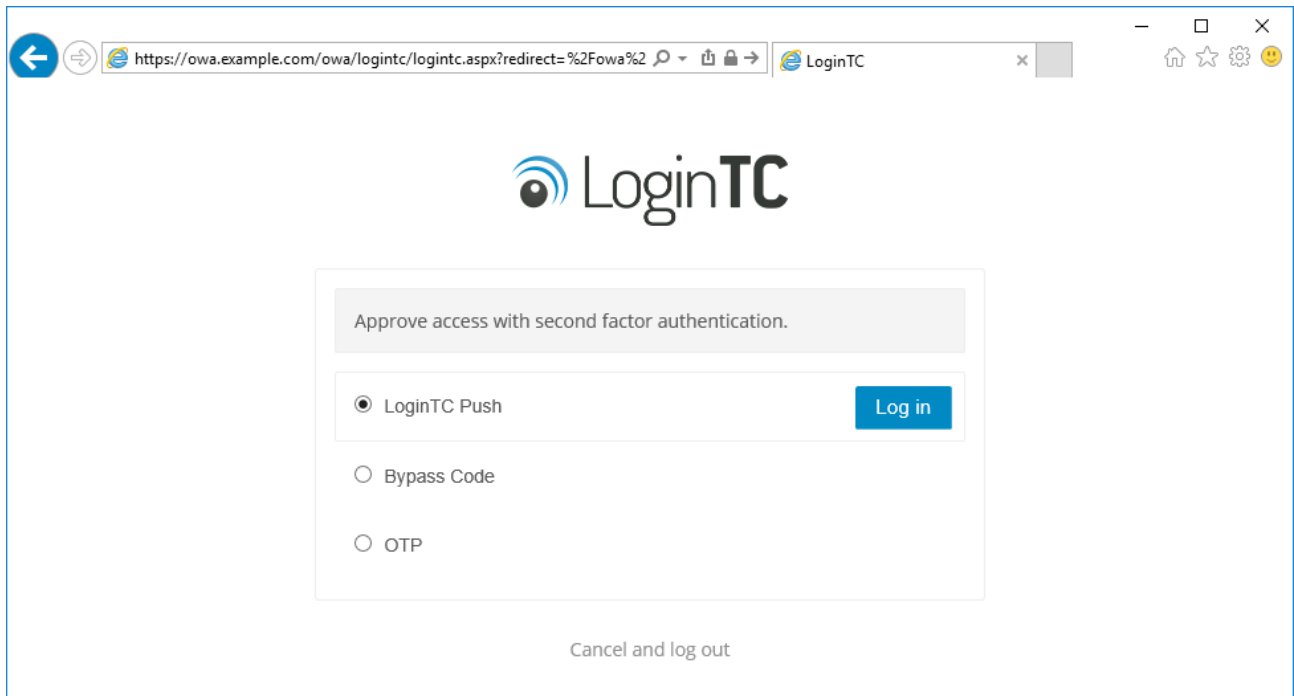 https://owa.example.com/owa/logintc/logintc.aspx?redirect=%2Fowa%2
LoginTC
LoginTC
Approve access with second factor authentication.
LoginTC Push
Log in
Bypass Code
OTP
Cancel and log out